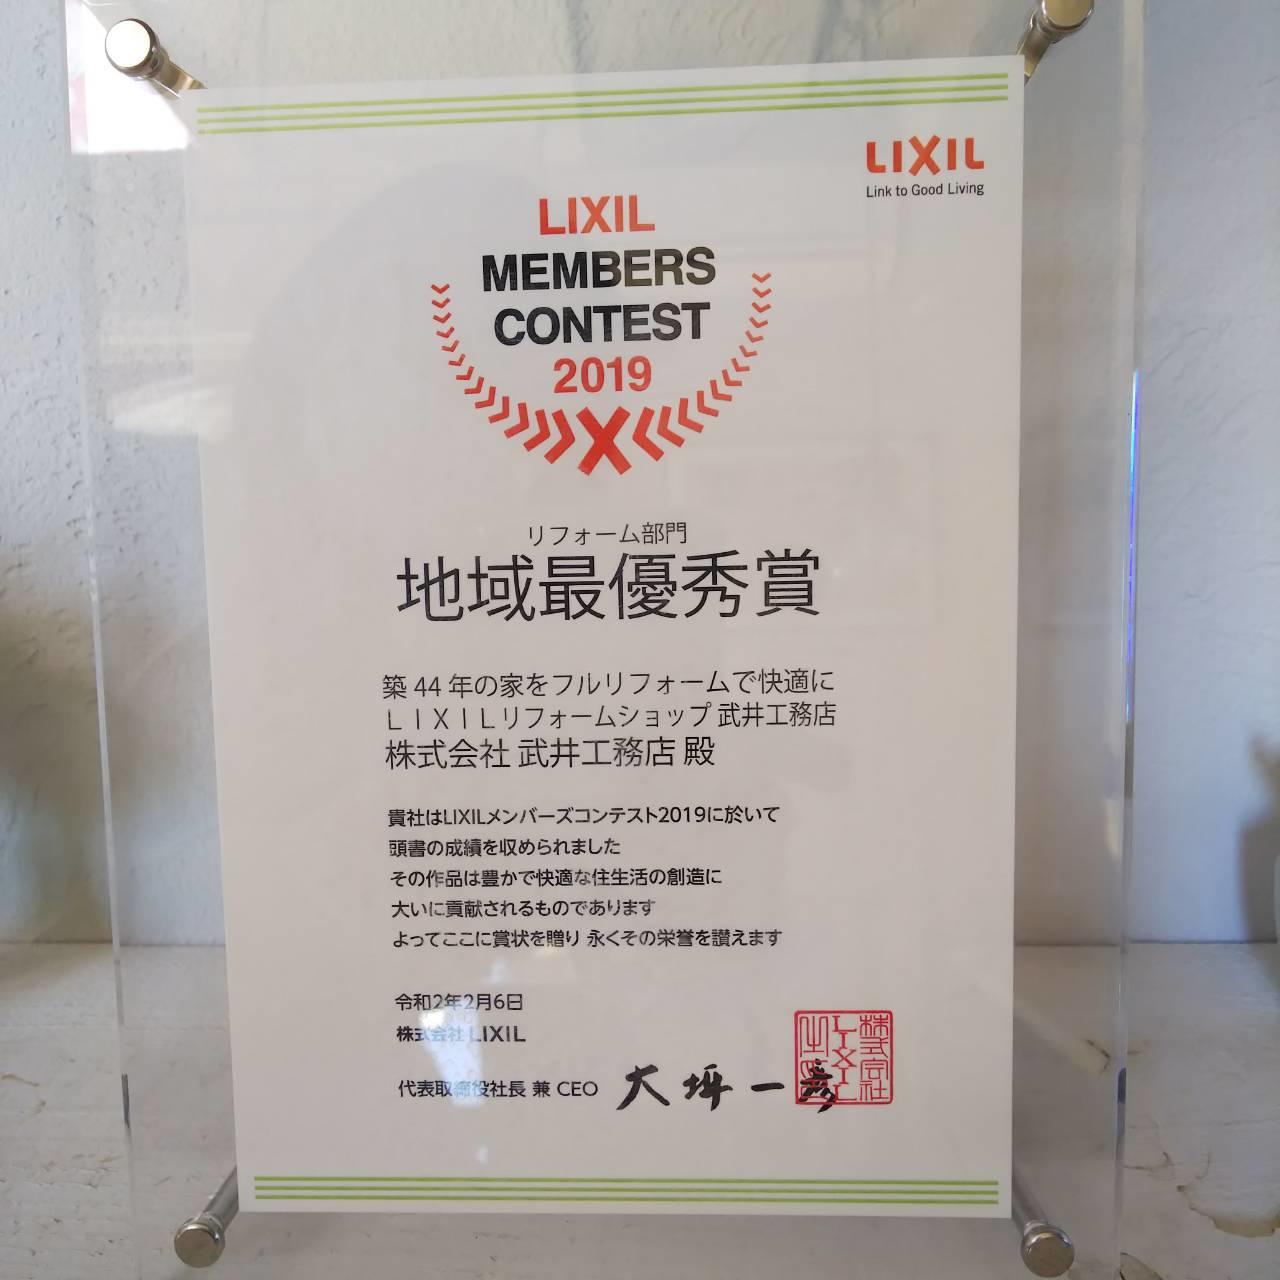 LIXIL
Link to Good Living
LIXIL
MEMBERS
CONTEST
2019
リフォーム部門
地域最優秀賞
築44年の家をフルリフォームで快適に
ＬＩＸＩＬリフォームショップ 武井工務店
株式会社 武井工務店 殿
貴社はLIXILメンバーズコンテスト2019に於いて
頭書の成績を収められました
その作品は豊かで快適な住生活の創造に
大いに貢献されるものであります
よってここに賞状を贈り 永くその栄誉を讃えます
令和2年2月6日
株式会社 LIXIL
代表取締役社長 兼 CEO 大坪一彦
株式会社
LIXIL